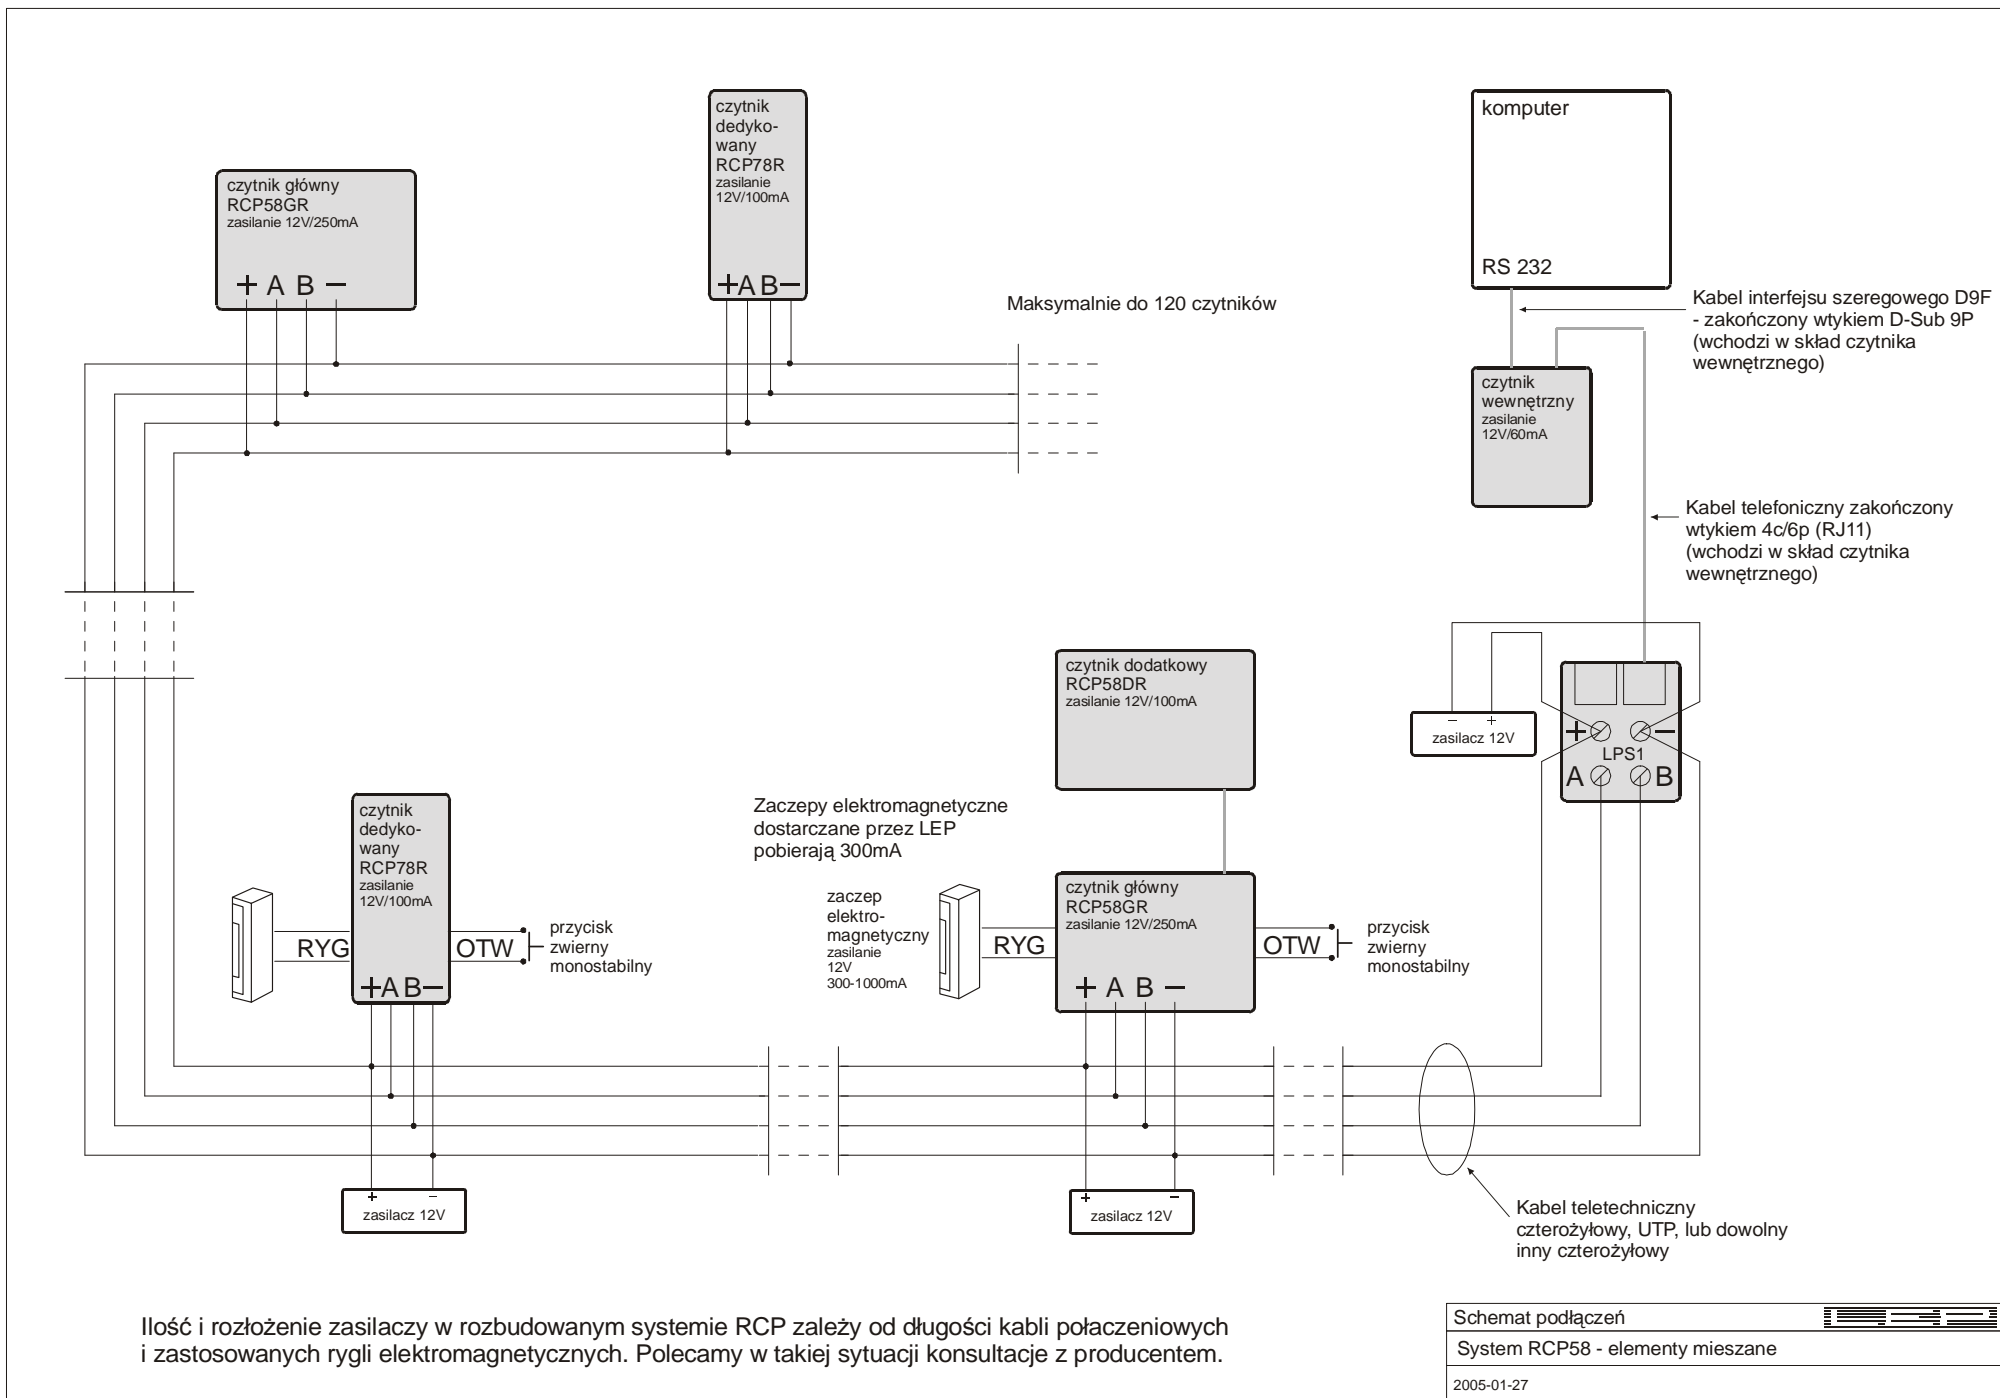 czytnik
dedyko-
wany
RCP78R
zasilanie
12V/100mA
+AB−
czytnik główny
RCP58GR
zasilanie 12V/250mA
+ A B −
Maksymalnie do 120 czytników
komputer
RS 232
Kabel interfejsu szeregowego D9F
- zakończony wtykiem D-Sub 9P
(wchodzi w skład czytnika
wewnętrznego)
czytnik
wewnętrzny
zasilanie
12V/60mA
Kabel telefoniczny zakończony
wtykiem 4c/6p (RJ11)
(wchodzi w skład czytnika
wewnętrznego)
czytnik dodatkowy
RCP58DR
zasilanie 12V/100mA
− +
zasilacz 12V
+ −
LPS1
A B
czytnik
dedyko-
wany
RCP78R
zasilanie
12V/100mA
RYG
OTW
+AB−
przycisk
zwierny
monostabilny
Zaczepy elektromagnetyczne
dostarczane przez LEP
pobierają 300mA
zaczep
elektro-
magnetyczny
zasilanie
12V
300-1000mA
czytnik główny
RCP58GR
zasilanie 12V/250mA
RYG
OTW
+ A B −
przycisk
zwierny
monostabilny
+ −
zasilacz 12V
+ −
zasilacz 12V
Kabel teletechniczny
czterożyłowy, UTP, lub dowolny
inny czterożyłowy
Ilość i rozłożenie zasilaczy w rozbudowanym systemie RCP zależy od długości kabli połaczeniowych
i zastosowanych rygli elektromagnetycznych. Polecamy w takiej sytuacji konsultacje z producentem.
Schemat podłączeń
LEP
System RCP58 - elementy mieszane
2005-01-27